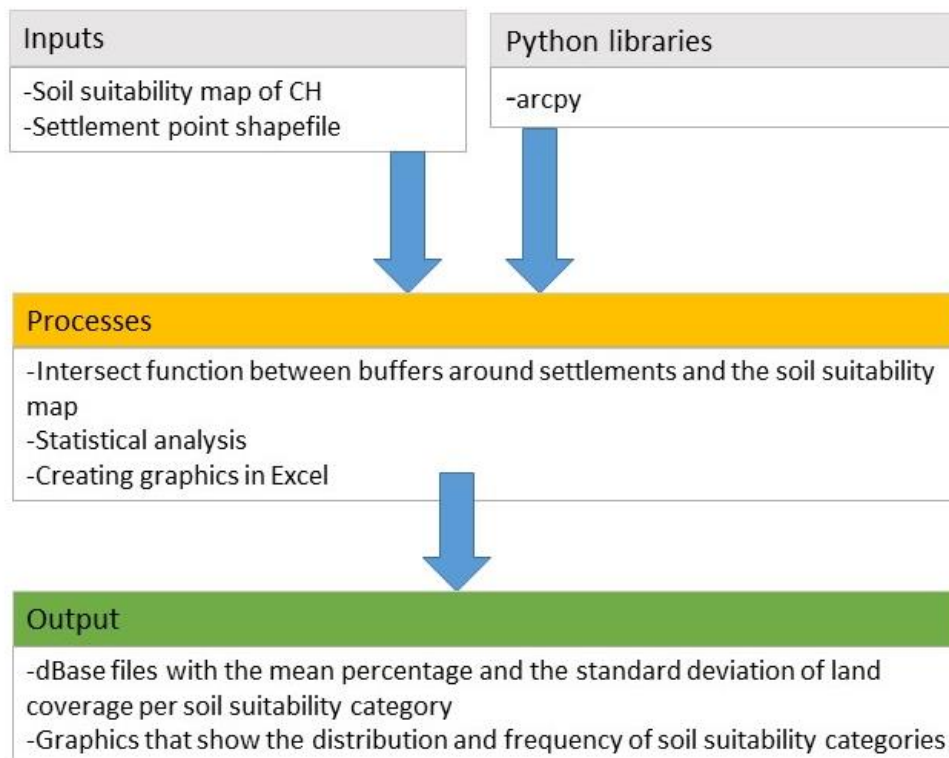 Inputs
-Soil suitability map of CH
-Settlement point shapefile
Python libraries
-arcpy
Processes
-Intersect function between buffers around settlements and the soil suitability
map
-Statistical analysis
-Creating graphics in Excel
Output
-dBase files with the mean percentage and the standard deviation of land
coverage per soil suitability category
-Graphics that show the distribution and frequency of soil suitability categories